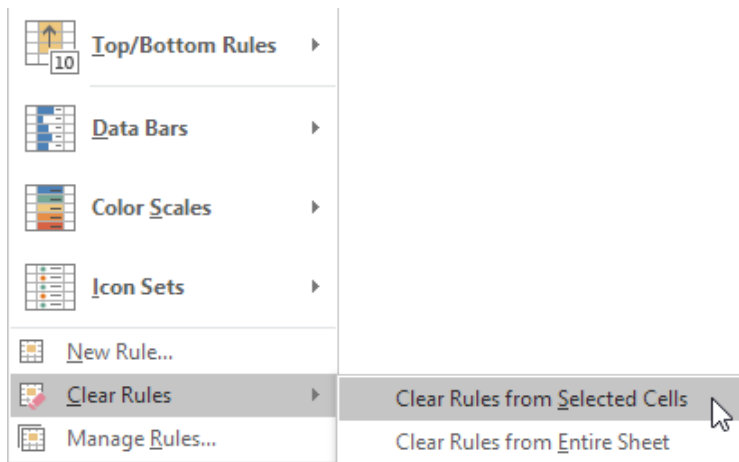 10
Top/Bottom Rules
Data Bars
Color Scales
Icon Sets
New Rule...
Clear Rules
Clear Rules from Selected Cells
Manage Rules...
Clear Rules from Entire Sheet